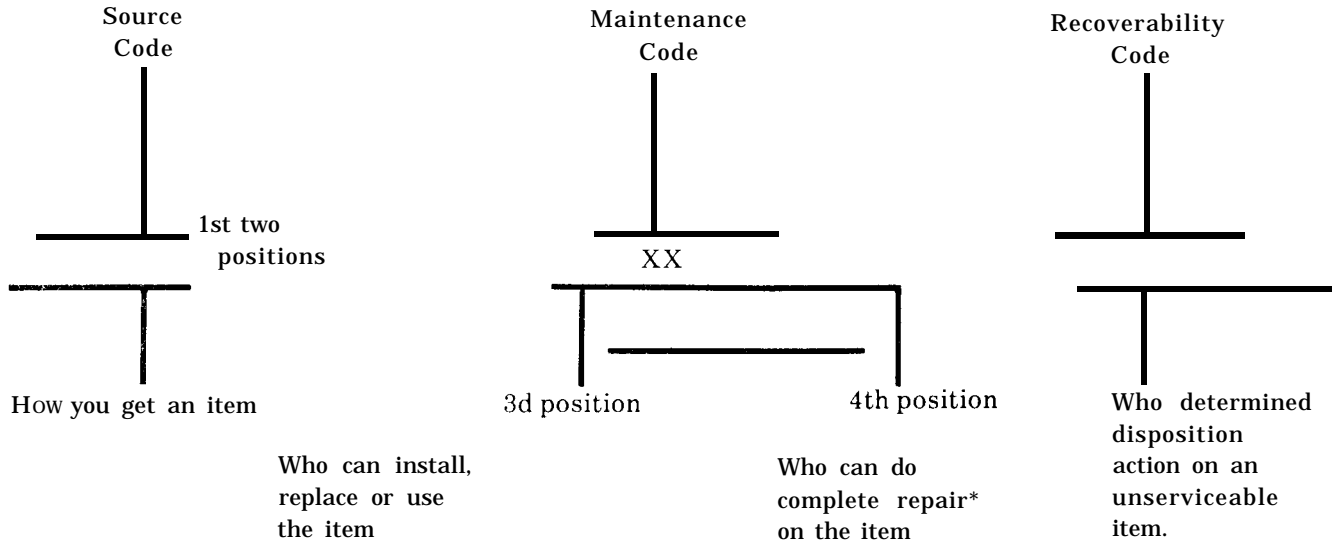 Source
Code
Maintenance
Code
Recoverability
Code
1st two
positions
XX
How you get an item
3d position
4th position
Who can install,
replace or use
the item
Who can do
complete repair*
on the item
Who determined
disposition
action on an
unserviceable
item.